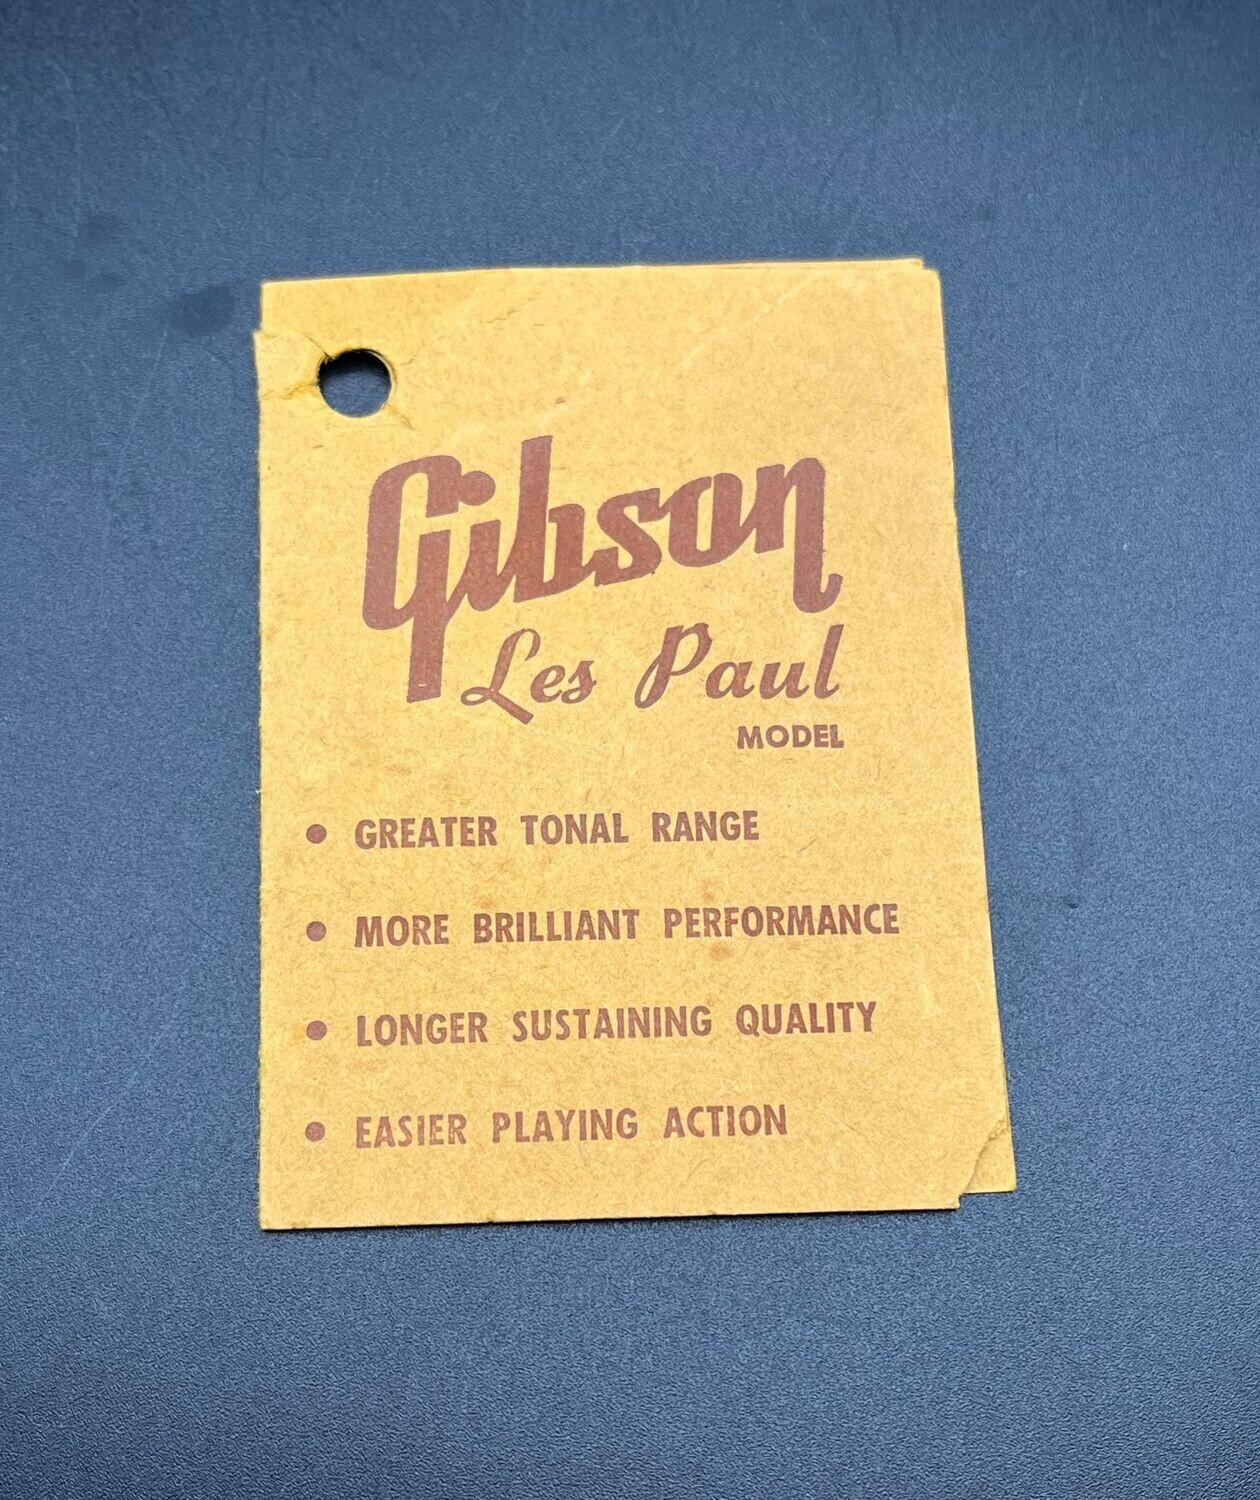 Gibson
Les Paul
MODEL
• GREATER TONAL RANGE
• MORE BRILLIANT PERFORMANCE
• LONGER SUSTAINING QUALITY
• EASIER PLAYING ACTION